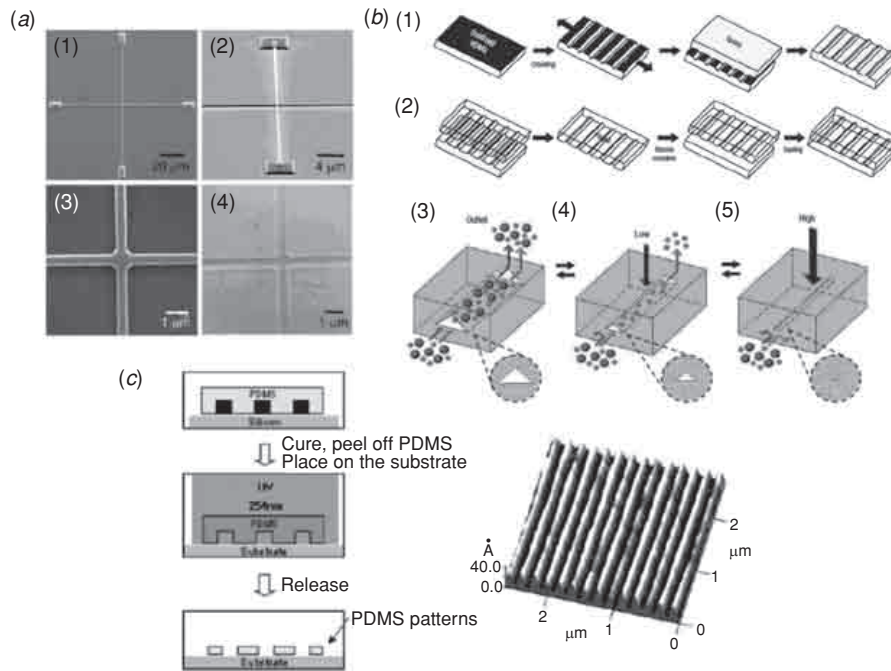 (a)
(1)
(2)
20 μm
4 μm
(3)
(4)
1 μm
1 μm
(b)
(1)
(2)
(3)
(4)
(5)
Outlet
Low
High
(c)
PDMS
Silicon
Cure, peel off PDMS
Place on the substrate
UV
254nm
PDMS
Substrate
Release
PDMS patterns
Substrate
Å
40.0
0.0
2
μm
1
0
2
μm
1
0